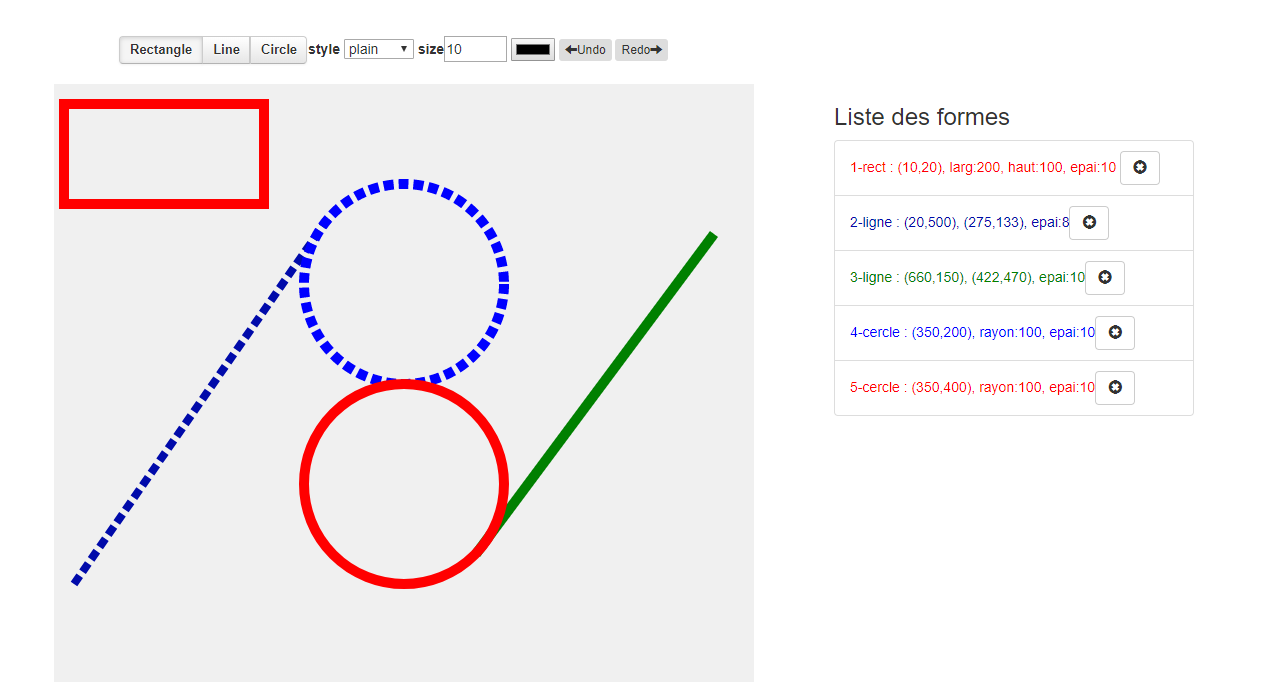 Rectangle Line Circle style plain size 10 Undo Redo
Liste des formes
1-rect : (10,20), larg:200, haut:100, epai:10
2-ligne : (20,500), (275,133), epai:8
3-ligne : (660,150), (422,470), epai:10
4-cercle : (350,200), rayon:100, epai:10
5-cercle : (350,400), rayon:100, epai:10